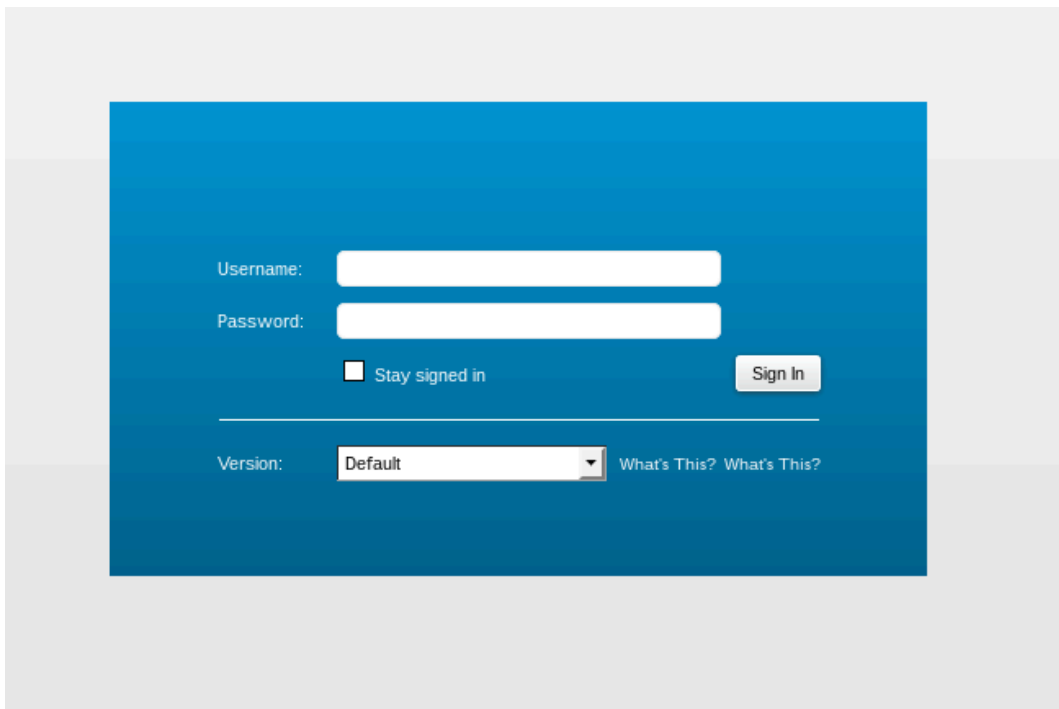 Username:
Password:
Stay signed in
Sign In
Version:
Default
What's This? What's This?